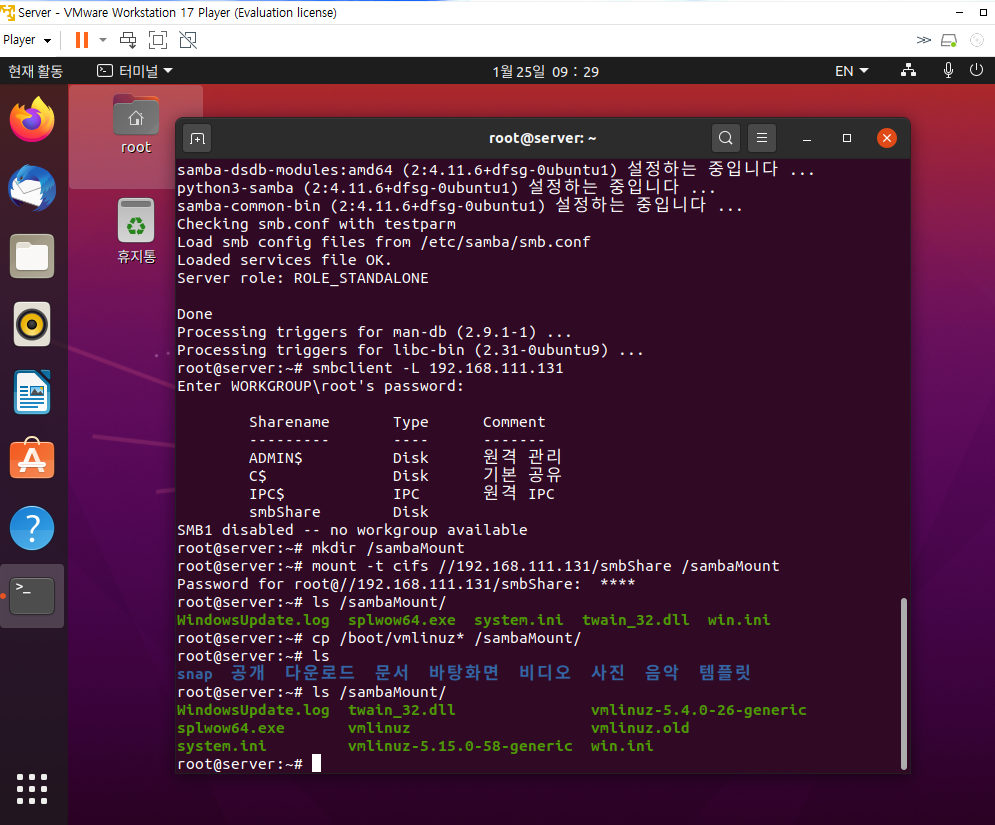 Server - VMware Workstation 17 Player (Evaluation license)
Player
현재 활동
터미널
1월 25일 09 : 29
EN
root
휴지통
root@server: ~
samba-dsdb-modules:amd64 (2:4.11.6+dfsg-0ubuntu1) 설정하는 중입니다 ...
python3-samba (2:4.11.6+dfsg-0ubuntu1) 설정하는 중입니다 ...
samba-common-bin (2:4.11.6+dfsg-0ubuntu1) 설정하는 중입니다 ...
Checking smb.conf with testparm
Load smb config files from /etc/samba/smb.conf
Loaded services file OK.
Server role: ROLE_STANDALONE
Done
Processing triggers for man-db (2.9.1-1) ...
Processing triggers for libc-bin (2.31-0ubuntu9) ...
root@server:~# smbclient -L 192.168.111.131
Enter WORKGROUP\root's password:
Sharename Type Comment
--------- ---- -------
ADMIN$ Disk 원격 관리
C$ Disk 기본 공유
IPC$ IPC 원격 IPC
smbShare Disk
SMB1 disabled -- no workgroup available
root@server:~# mkdir /sambaMount
root@server:~# mount -t cifs //192.168.111.131/smbShare /sambaMount
Password for root@//192.168.111.131/smbShare: ****
root@server:~# ls /sambaMount/
WindowsUpdate.log splwow64.exe system.ini twain_32.dll win.ini
root@server:~# cp /boot/vmlinuz* /sambaMount/
root@server:~# ls
snap 공개 다운로드 문서 바탕화면 비디오 사진 음악 템플릿
root@server:~# ls /sambaMount/
WindowsUpdate.log twain_32.dll vmlinuz-5.4.0-26-generic
splwow64.exe vmlinuz vmlinuz.old
system.ini vmlinuz-5.15.0-58-generic win.ini
root@server:~#